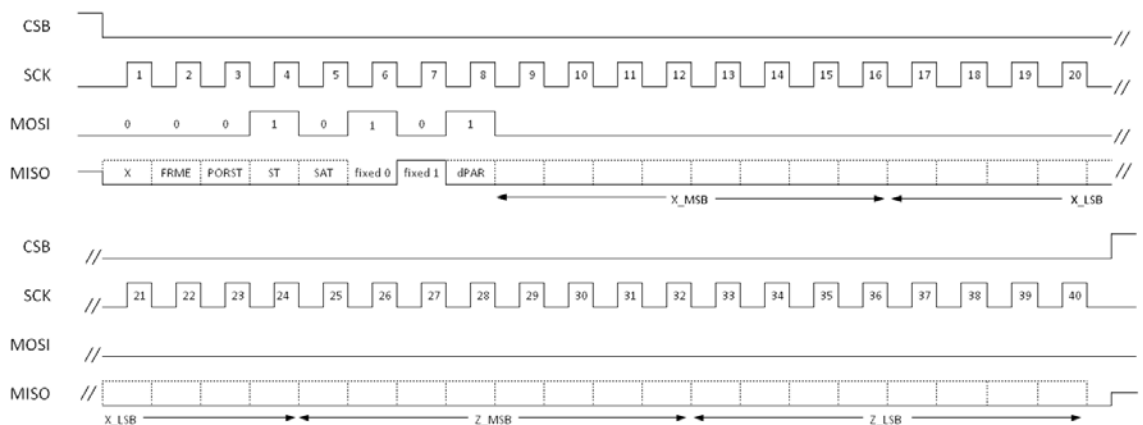 CSB //
SCK 1 2 3 4 5 6 7 8 9 10 11 12 13 14 15 16 17 18 19 20 //
MOSI 0 0 0 1 0 1 0 1 //
MISO X FRME PORST ST SAT fixed 0 fixed 1 dPAR //
X_MSB X_LSB
CSB //
SCK // 21 22 23 24 25 26 27 28 29 30 31 32 33 34 35 36 37 38 39 40
MOSI //
MISO //
X_LSB Z_MSB Z_LSB